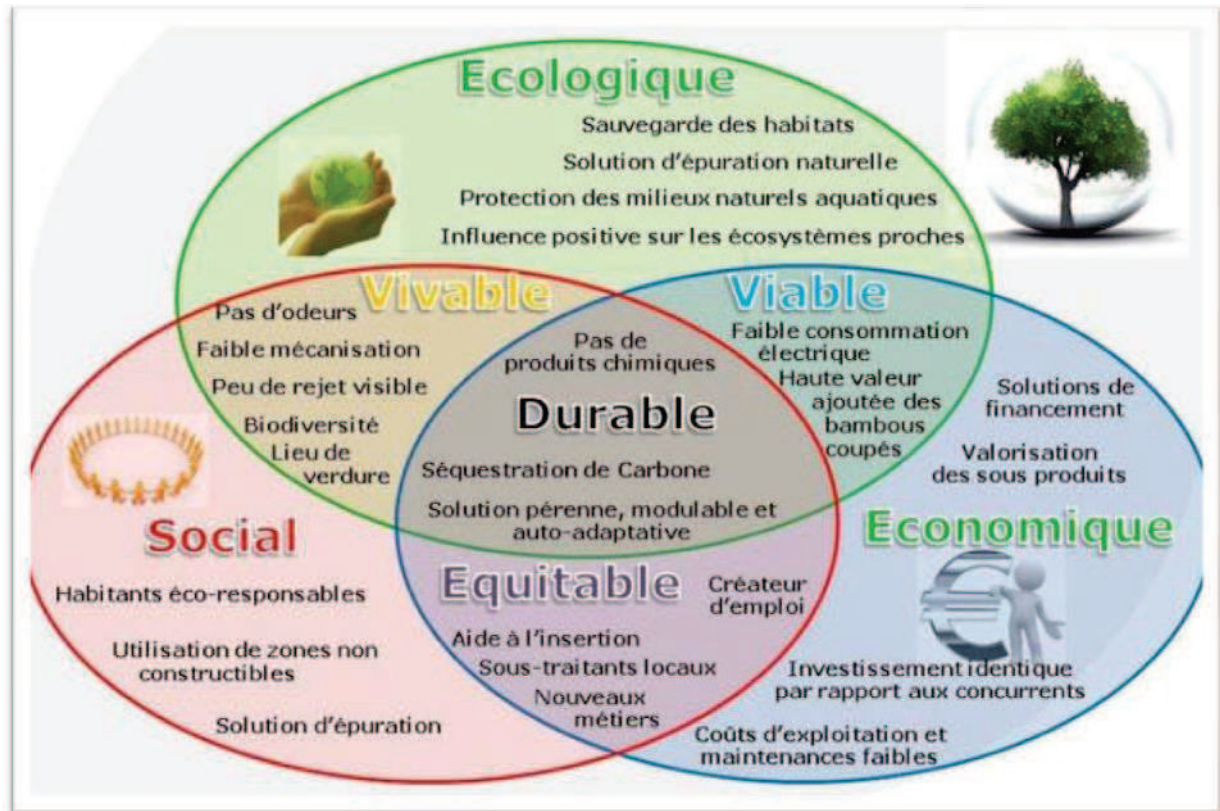 Ecologique
Sauvegarde des habitats
Solution d'épuration naturelle
Protection des milieux naturels aquatiques
Influence positive sur les écosystèmes proches
Vivable
Pas d'odeurs
Faible mécanisation
Peu de rejet visible
Biodiversité
Lieu de
verdure
Viable
Faible consommation
électrique
Haute valeur
ajoutée des
bambous
coupés
Pas de
produits chimiques
Durable
Séquestration de Carbone
Solution pérenne, modulable et
auto-adaptative
Solutions de
financement
Valorisation
des sous produits
Economique
Investissement identique
par rapport aux concurrents
Coûts d'exploitation et
maintenances faibles
Social
Habitants éco-responsables
Utilisation de zones non
constructibles
Solution d'épuration
Equitable
Créateur
d'emploi
Aide à l'insertion
Sous-traitants locaux
Nouveaux
métiers